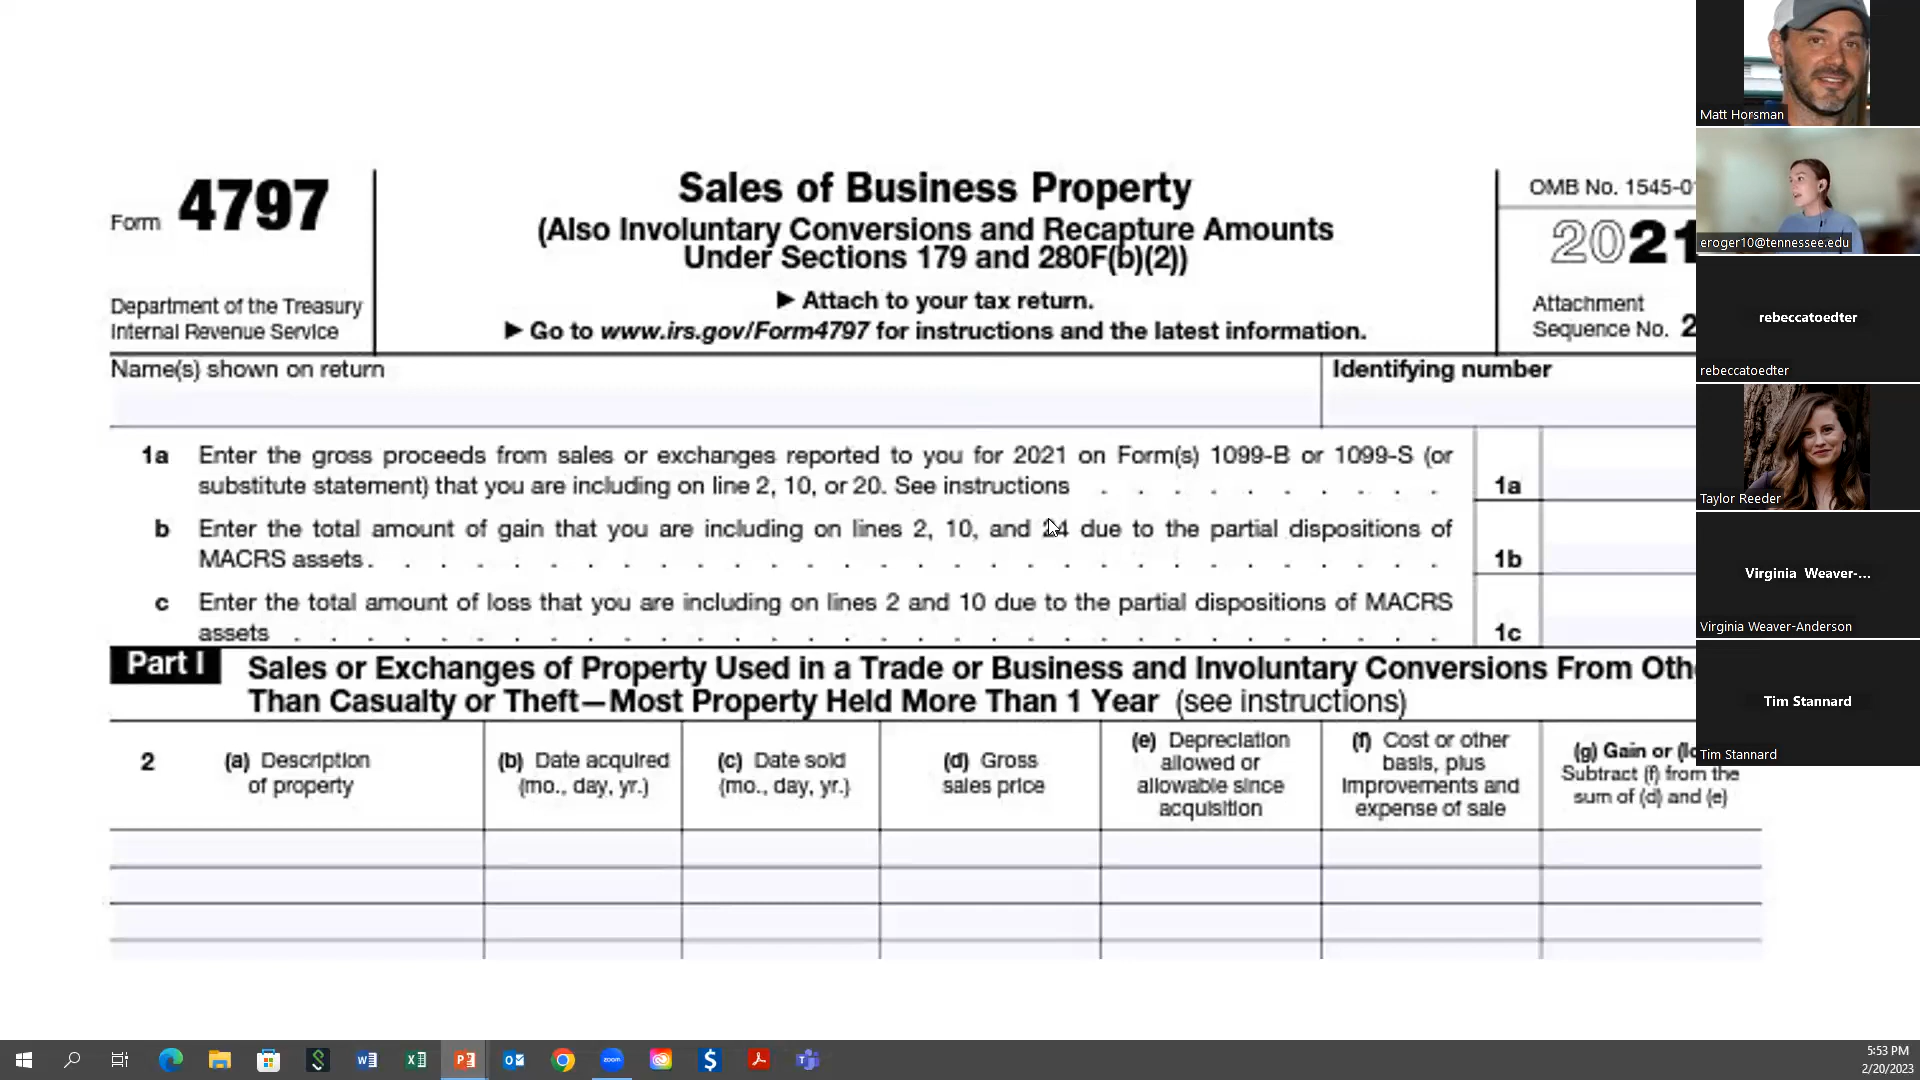 Form 4797
Department of the Treasury
Internal Revenue Service
Sales of Business Property
(Also Involuntary Conversions and Recapture Amounts
Under Sections 179 and 280F(b)(2))
▶ Attach to your tax return.
▶ Go to www.irs.gov/Form4797 for instructions and the latest information.
OMB No. 1545-0
2021
Attachment
Sequence No. 2
Name(s) shown on return
Identifying number
1a Enter the gross proceeds from sales or exchanges reported to you for 2021 on Form(s) 1099-B or 1099-S (or
substitute statement) that you are including on line 2, 10, or 20. See instructions . . . . . . . . . . 1a
b Enter the total amount of gain that you are including on lines 2, 10, and 24 due to the partial dispositions of
MACRS assets . . . . . . . . . . . . . . . . . . . . . . . . . . . . . . 1b
c Enter the total amount of loss that you are including on lines 2 and 10 due to the partial dispositions of MACRS
assets . . . . . . . . . . . . . . . . . . . . . . . . . . . . . . . . 1c
Part I Sales or Exchanges of Property Used in a Trade or Business and Involuntary Conversions From Oth
Than Casualty or Theft—Most Property Held More Than 1 Year (see instructions)
2
(a) Description
of property
(b) Date acquired
(mo., day, yr.)
(c) Date sold
(mo., day, yr.)
(d) Gross
sales price
(e) Depreciation
allowed or
allowable since
acquisition
(f) Cost or other
basis, plus
improvements and
expense of sale
(g) Gain or (lo
Subtract (f) from the
sum of (d) and (e)
Matt Horsman
eroger10@tennessee.edu
rebeccatoedter
rebeccatoedter
Taylor Reeder
Virginia Weaver-...
Virginia Weaver-Anderson
Tim Stannard
Tim Stannard
zoom
5:53 PM
2/20/2023